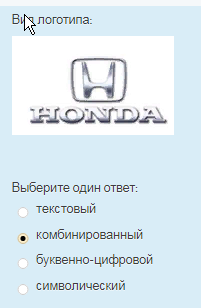 Вид логотипа:
HONDA
Выберите один ответ:
текстовый
комбинированный
буквенно-цифровой
символический